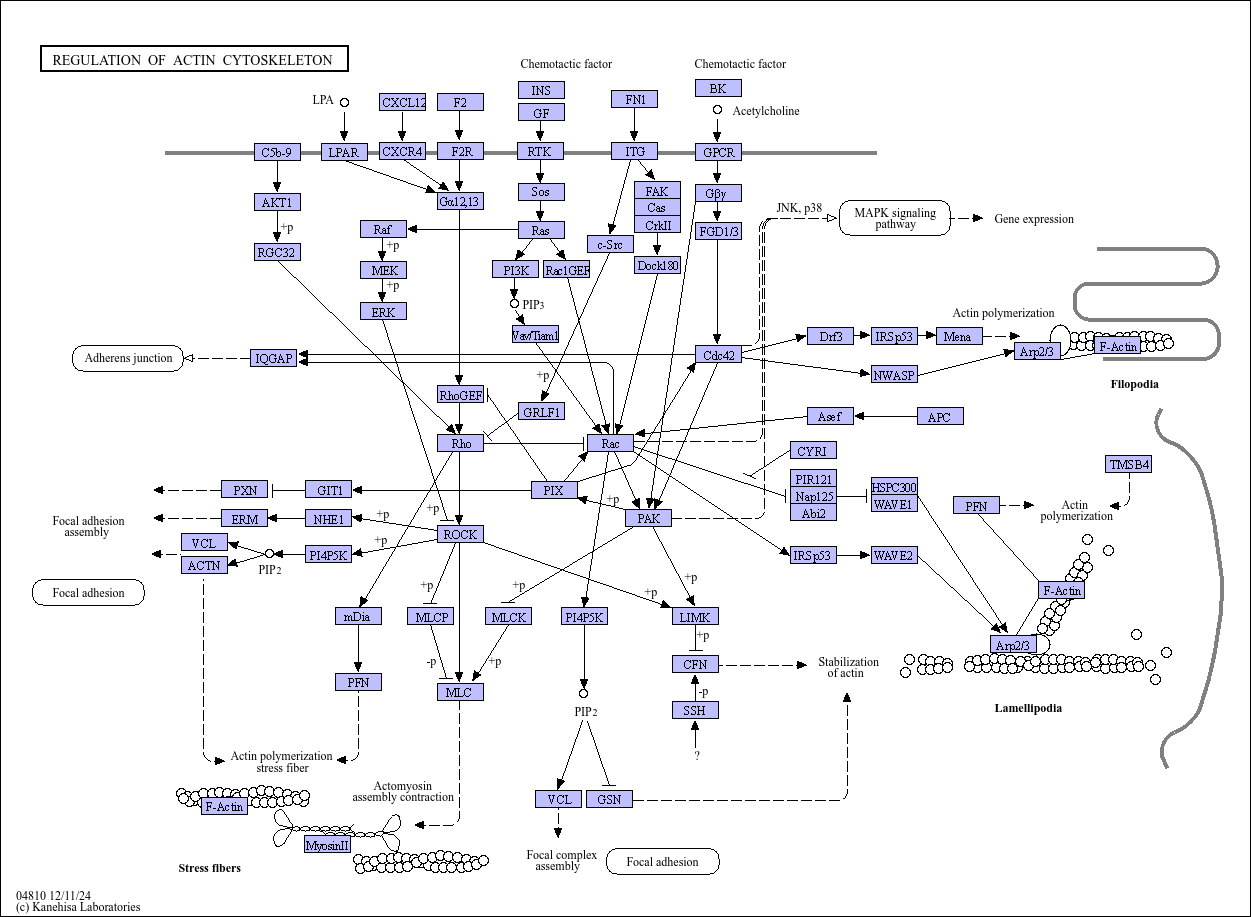 REGULATION OF ACTIN CYTOSKELETON
Chemotactic factor
Chemotactic factor
LPA
CXCL12
F2
INS
GF
FN1
BK
Acetylcholine
C5b-9
LPAR
CXCR4
F2R
RTK
ITG
GPCR
AKT1
Gα12,13
Sos
FAK
Cas
CrkII
Gβγ
JNK, p38
MAPK signaling
pathway
Gene expression
+p
RGC32
Raf
Ras
c-Src
FGD1/3
+p
MEK
PI3K
Rac1GEF
Dock180
+p
ERK
PIP3
Vav/Tiam1
Actin polymerization
Drf3
IRSp53
Mena
Arp2/3
F-Actin
Adherens junction
IQGAP
Cdc42
NWASP
Filopodia
+p
RhoGEF
GRLF1
Asef
APC
Rho
Rac
CYRI
TMSB4
PXN
GIT1
PIX
+p
PIR121
Nap125
Abi2
HSPC300
WAVE1
PFN
Actin
polymerization
Focal adhesion
assembly
ERM
NHE1
+p
PAK
ROCK
VCL
ACTN
PIP2
PI4P5K
+p
IRSp53
WAVE2
Focal adhesion
+p
+p
+p
+p
F-Actin
mDia
MLCP
MLCK
PI4P5K
LIMK
+p
Arp2/3
-p
+p
CFN
Stabilization
of actin
PFN
MLC
-p
SSH
PIP2
Lamellipodia
?
Actin polymerization
stress fiber
Actomyosin
assembly contraction
F-Actin
VCL
GSN
MyosinII
Stress fibers
Focal complex
assembly
Focal adhesion
04810 12/11/24
(c) Kanehisa Laboratories